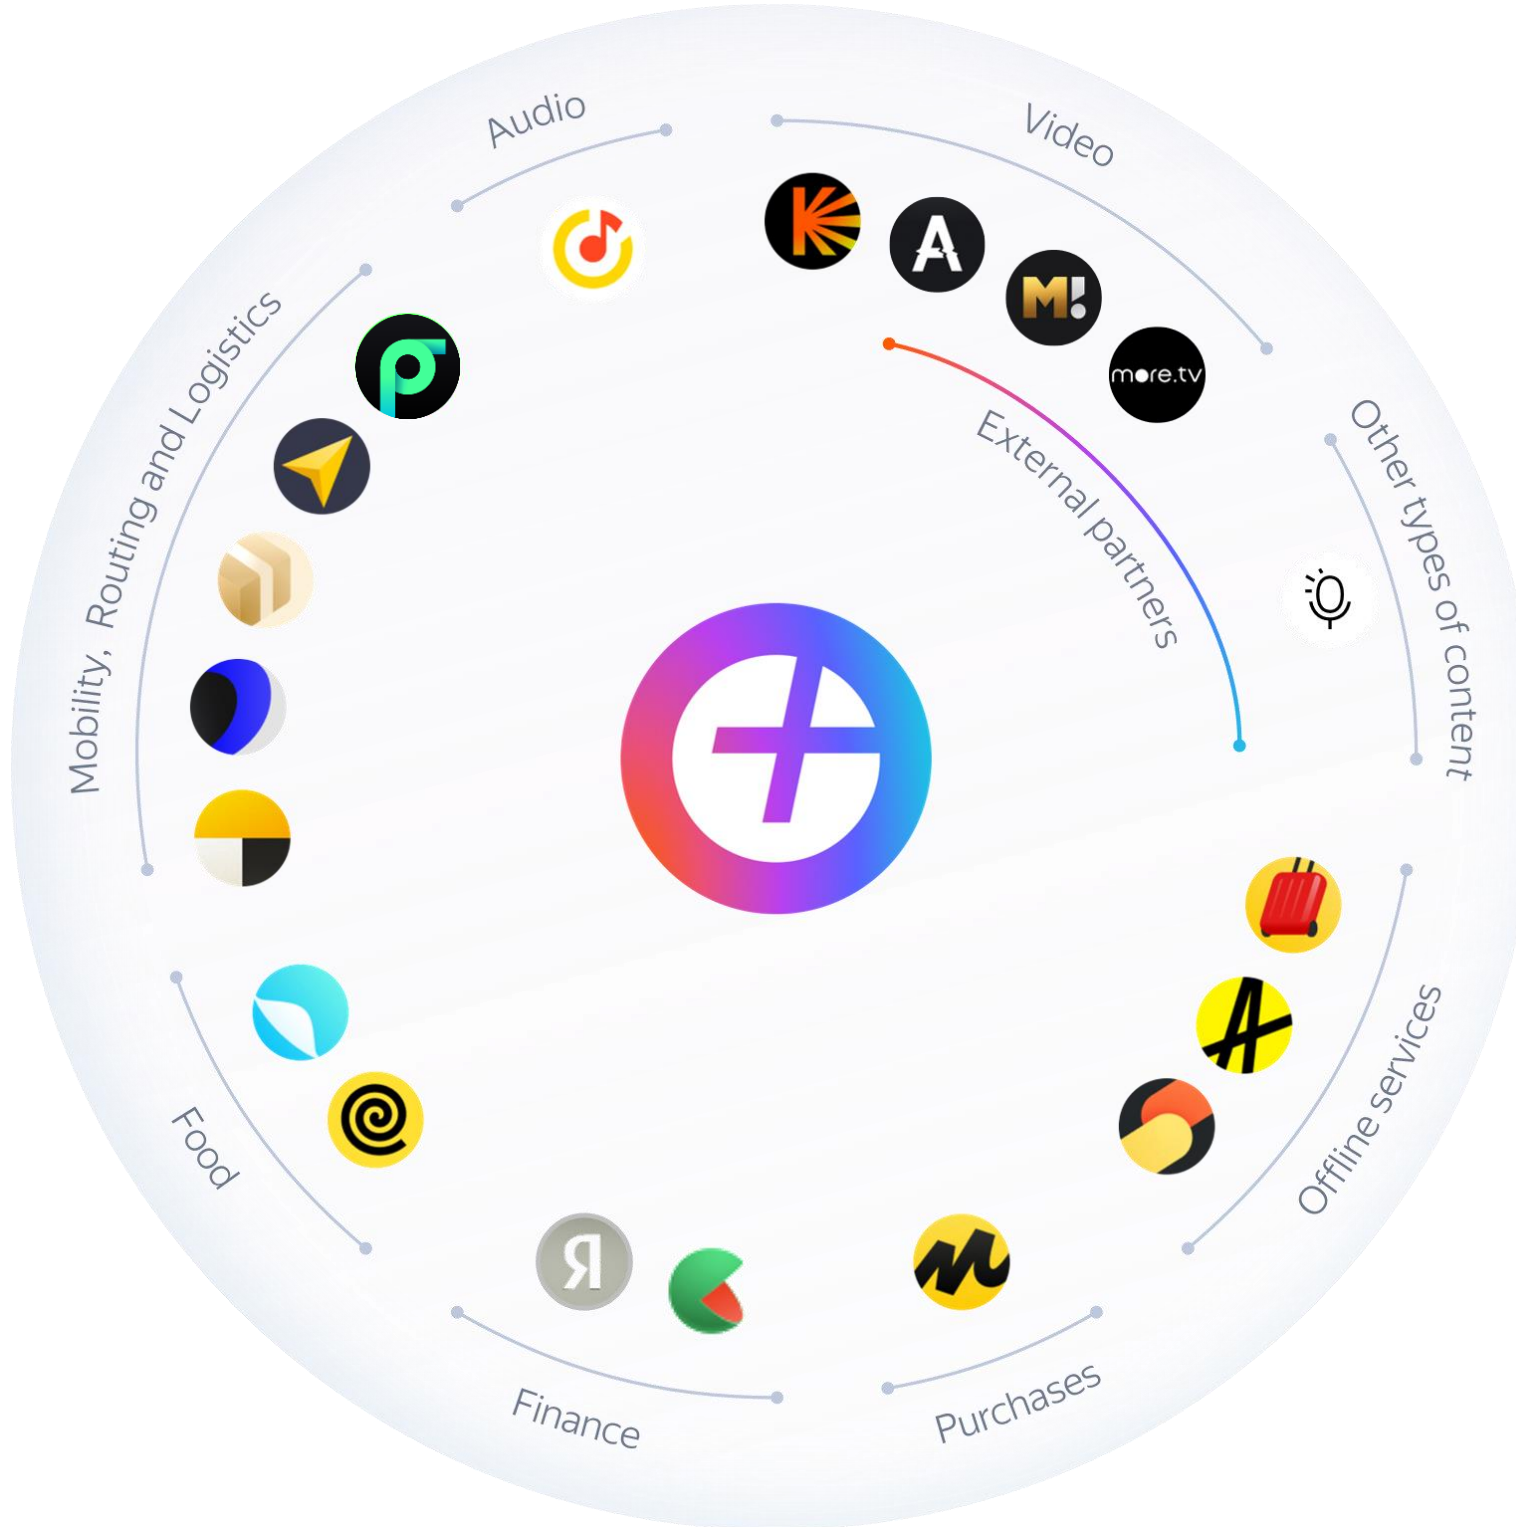 Audio
Video
Other types of content
Offline services
Purchases
Finance
Food
Mobility, Routing and Logistics
External partners
K
A
M!
more.tv
A
м
Я